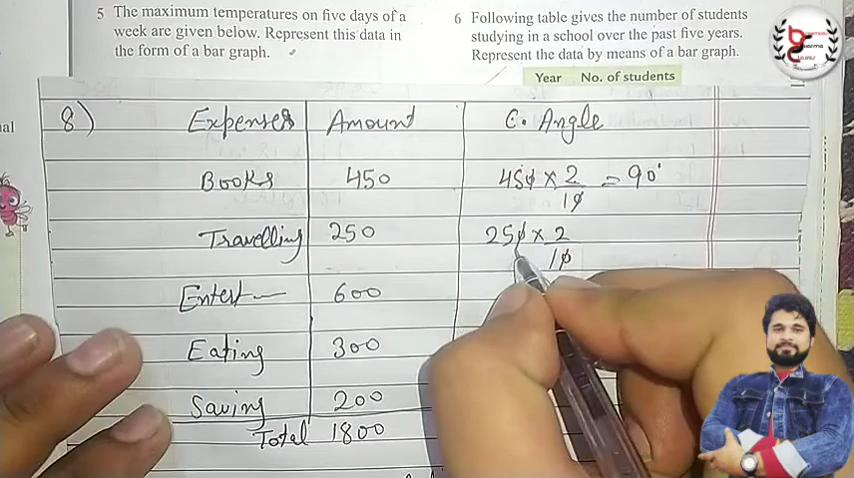 5 The maximum temperatures on five days of a
week are given below. Represent this data in
the form of a bar graph.
6 Following table gives the number of students
studying in a school over the past five years.
Represent the data by means of a bar graph.
Year No. of students
8) Expenses Amount C. Angle
Books 450 450 × 2/10 = 90°
Travelling 250 250 × 2/10
Entert 600
Eating 300
Saving 200
Total 1800